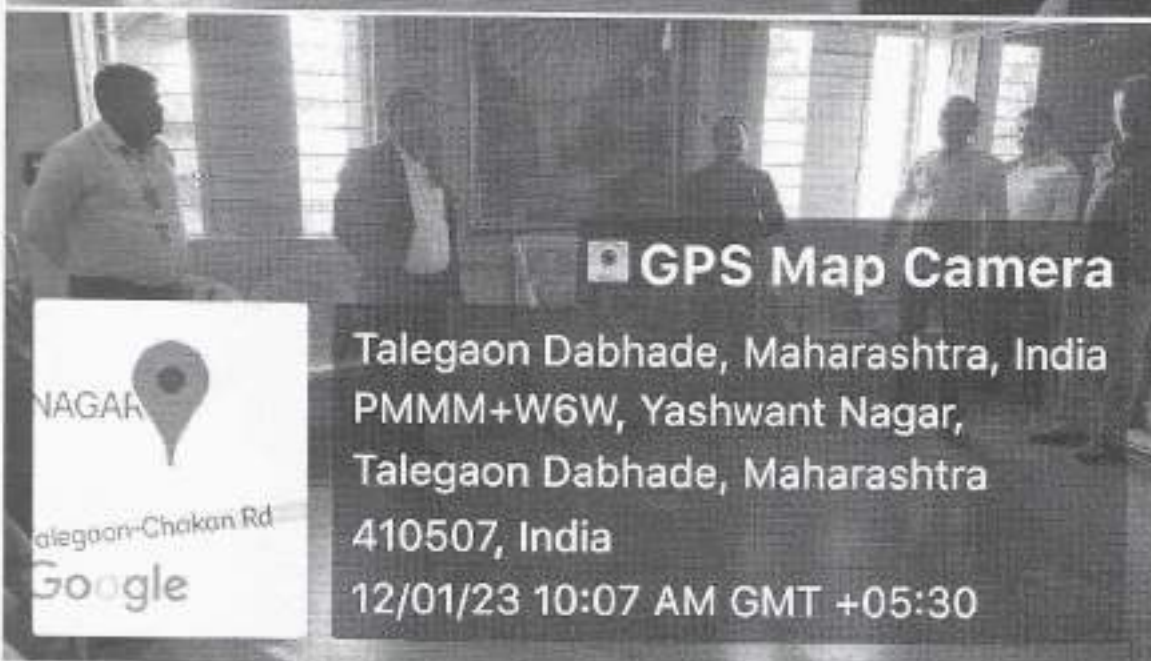 GPS Map Camera
Talegaon Dabhade, Maharashtra, India
PMMM+W6W, Yashwant Nagar,
Talegaon Dabhade, Maharashtra
410507, India
12/01/23 10:07 AM GMT +05:30
NAGAR
alegaon-Chakan Rd
Google